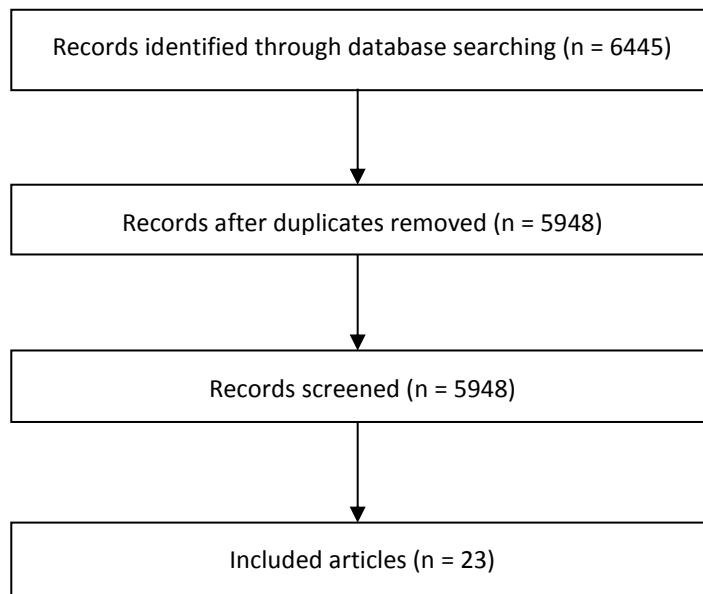 Records identified through database searching (n = 6445)
Records after duplicates removed (n = 5948)
Records screened (n = 5948)
Included articles (n = 23)